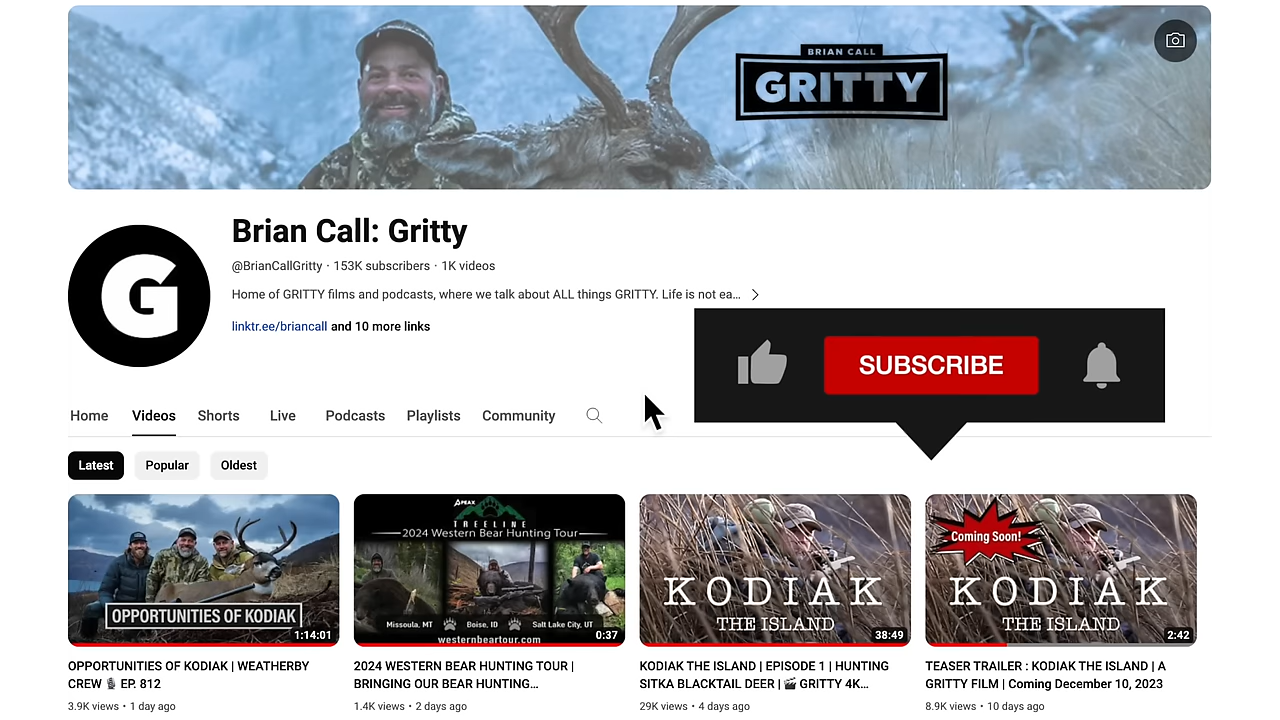 BRIAN CALL
GRITTY
G
Brian Call: Gritty
@BrianCallGritty · 153K subscribers · 1K videos
Home of GRITTY films and podcasts, where we talk about ALL things GRITTY. Life is not ea...
linktr.ee/briancall and 10 more links
SUBSCRIBE
Home Videos Shorts Live Podcasts Playlists Community
Latest Popular Oldest
OPPORTUNITIES OF KODIAK
1:14:01
APEAX
TREELINE
2024 Western Bear Hunting Tour
Missoula, MT Boise, ID Salt Lake City, UT
westernbeartour.com
0:37
KODIAK
THE ISLAND
38:49
Coming Soon!
KODIAK
THE ISLAND
2:42
OPPORTUNITIES OF KODIAK | WEATHERBY
CREW 🎙 EP. 812
3.9K views • 1 day ago
2024 WESTERN BEAR HUNTING TOUR |
BRINGING OUR BEAR HUNTING...
1.4K views • 2 days ago
KODIAK THE ISLAND | EPISODE 1 | HUNTING
SITKA BLACKTAIL DEER | 🎬 GRITTY 4K...
29K views • 4 days ago
TEASER TRAILER : KODIAK THE ISLAND | A
GRITTY FILM | Coming December 10, 2023
8.9K views • 10 days ago